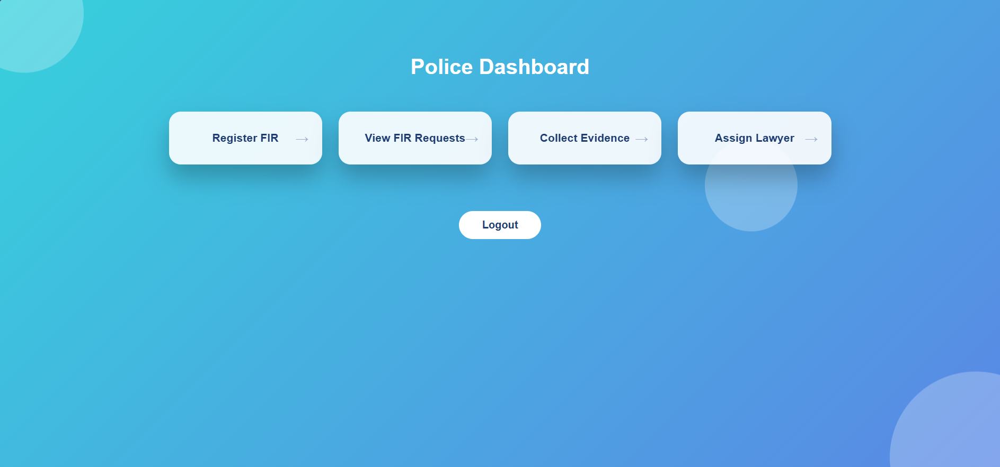 Police Dashboard
Register FIR →
View FIR Requests →
Collect Evidence →
Assign Lawyer →
Logout